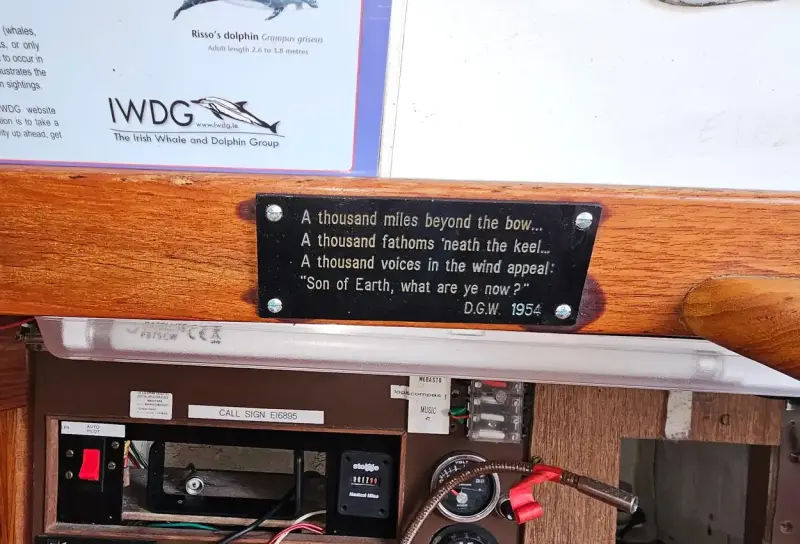 (whales,
s, or only
to occur in
ustrates the
n sightings.
WDG website
tion is to take a
ity up ahead, get
Risso's dolphin Grampus griseus
Adult length 2.6 to 3.8 metres
IWDG
www.iwdg.ie
The Irish Whale and Dolphin Group
A thousand miles beyond the bow...
A thousand fathoms 'neath the keel...
A thousand voices in the wind appeal:
"Son of Earth, what are ye now?"
D.G.W. 1954
CE
CALL SIGN EI6895
WEBASTO
MUSIC
AUTO
PILOT
VOLT